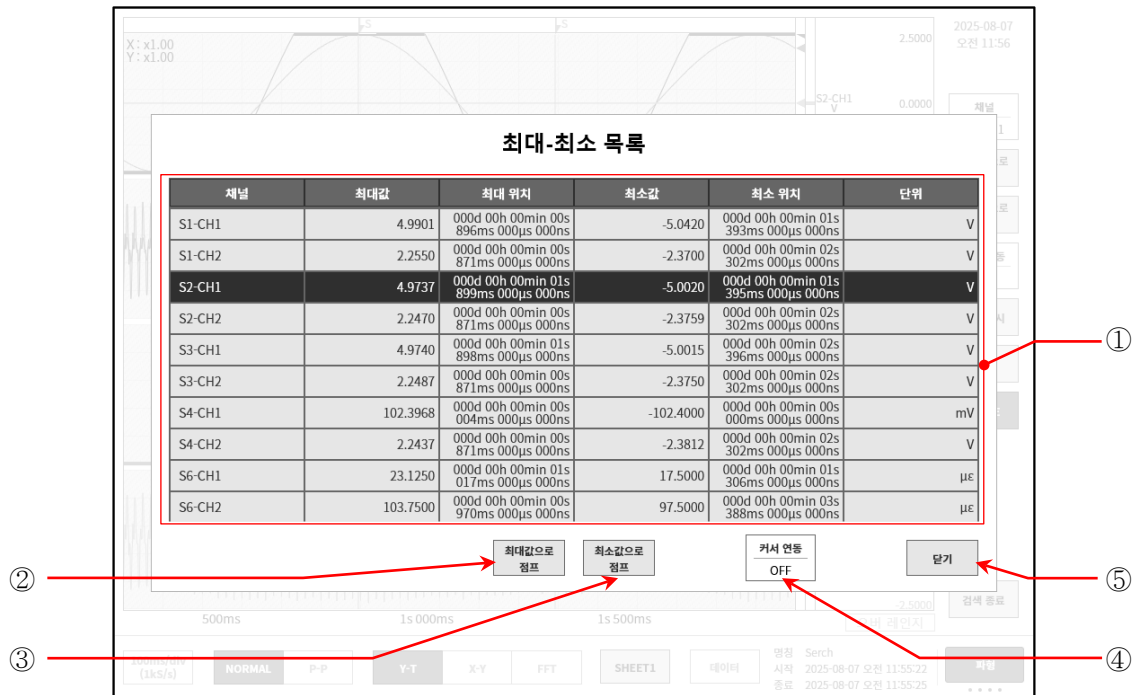 S
S
2025-08-07
오전 11:56
X: x1.00
Y: x1.00
2.5000
S2-CH1
V
0.0000
채널
1
로
최대-최소 목록
채널 최대값 최대 위치 최소값 최소 위치 단위
S1-CH1 4.9901 000d 00h 00min 00s 896ms 000μs 000ns -5.0420 000d 00h 00min 01s 393ms 000μs 000ns V
S1-CH2 2.2550 000d 00h 00min 00s 871ms 000μs 000ns -2.3700 000d 00h 00min 02s 302ms 000μs 000ns V
로
S2-CH1 4.9737 000d 00h 00min 01s 899ms 000μs 000ns -5.0020 000d 00h 00min 01s 395ms 000μs 000ns V
동
S2-CH2 2.2470 000d 00h 00min 00s 871ms 000μs 000ns -2.3759 000d 00h 00min 02s 302ms 000μs 000ns V
시
S3-CH1 4.9740 000d 00h 00min 01s 898ms 000μs 000ns -5.0015 000d 00h 00min 02s 396ms 000μs 000ns V
①
S3-CH2 2.2487 000d 00h 00min 00s 871ms 000μs 000ns -2.3750 000d 00h 00min 02s 302ms 000μs 000ns V
S4-CH1 102.3968 000d 00h 00min 00s 004ms 000μs 000ns -102.4000 000d 00h 00min 00s 000ms 000μs 000ns mV
S4-CH2 2.2437 000d 00h 00min 00s 871ms 000μs 000ns -2.3812 000d 00h 00min 02s 302ms 000μs 000ns V
S6-CH1 23.1250 000d 00h 00min 01s 017ms 000μs 000ns 17.5000 000d 00h 00min 01s 306ms 000μs 000ns με
S6-CH2 103.7500 000d 00h 00min 00s 970ms 000μs 000ns 97.5000 000d 00h 00min 03s 388ms 000μs 000ns με
최대값으로
점프
최소값으로
점프
커서 연동
OFF
닫기
②
⑤
-2.5000
검색 종료
500ms 1s 000ms 1s 500ms
바 레인지
③
④
100ms/div
(1kS/s)
NORMAL P-P Y-T X-Y FFT SHEET1 데이터
명칭 Serch
시작 2025-08-07 오전 11:55:22
종료 2025-08-07 오전 11:55:25
파형